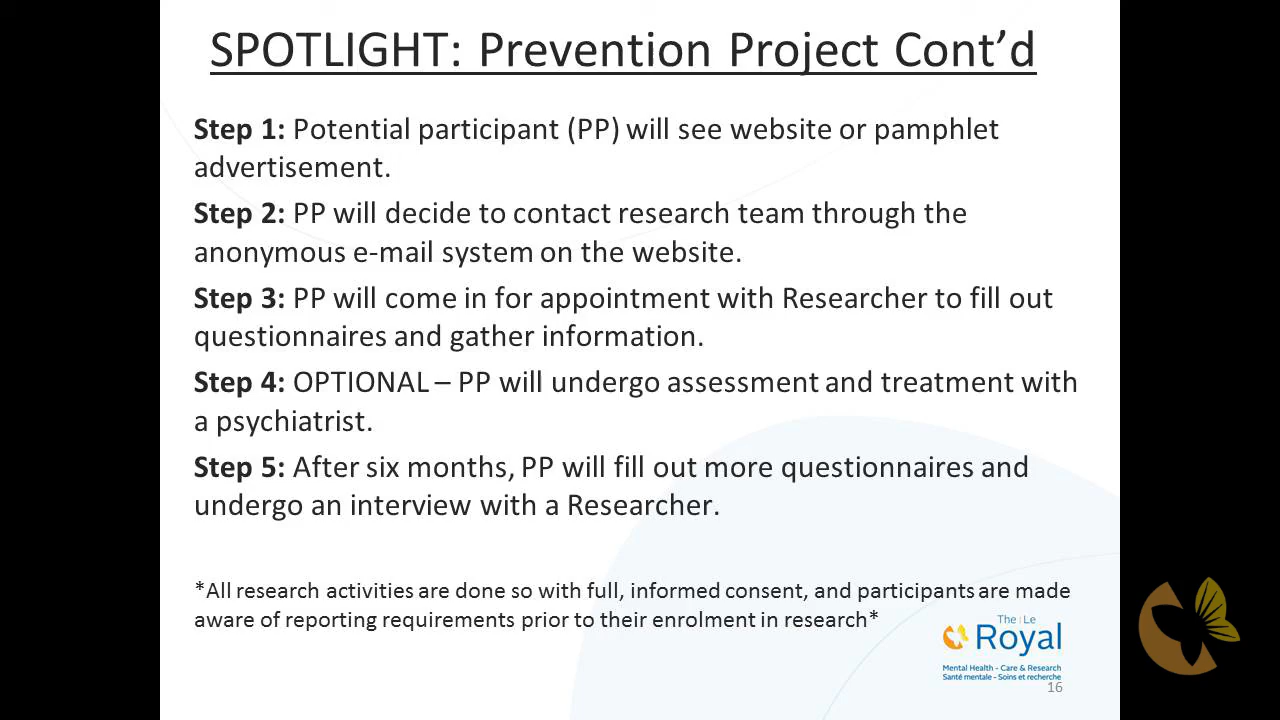 SPOTLIGHT: Prevention Project Cont’d
Step 1: Potential participant (PP) will see website or pamphlet
advertisement.
Step 2: PP will decide to contact research team through the
anonymous e-mail system on the website.
Step 3: PP will come in for appointment with Researcher to fill out
questionnaires and gather information.
Step 4: OPTIONAL – PP will undergo assessment and treatment with
a psychiatrist.
Step 5: After six months, PP will fill out more questionnaires and
undergo an interview with a Researcher.
*All research activities are done so with full, informed consent, and participants are made
aware of reporting requirements prior to their enrolment in research*
The | Le
Royal
Mental Health - Care & Research
Santé mentale - Soins et recherche
16